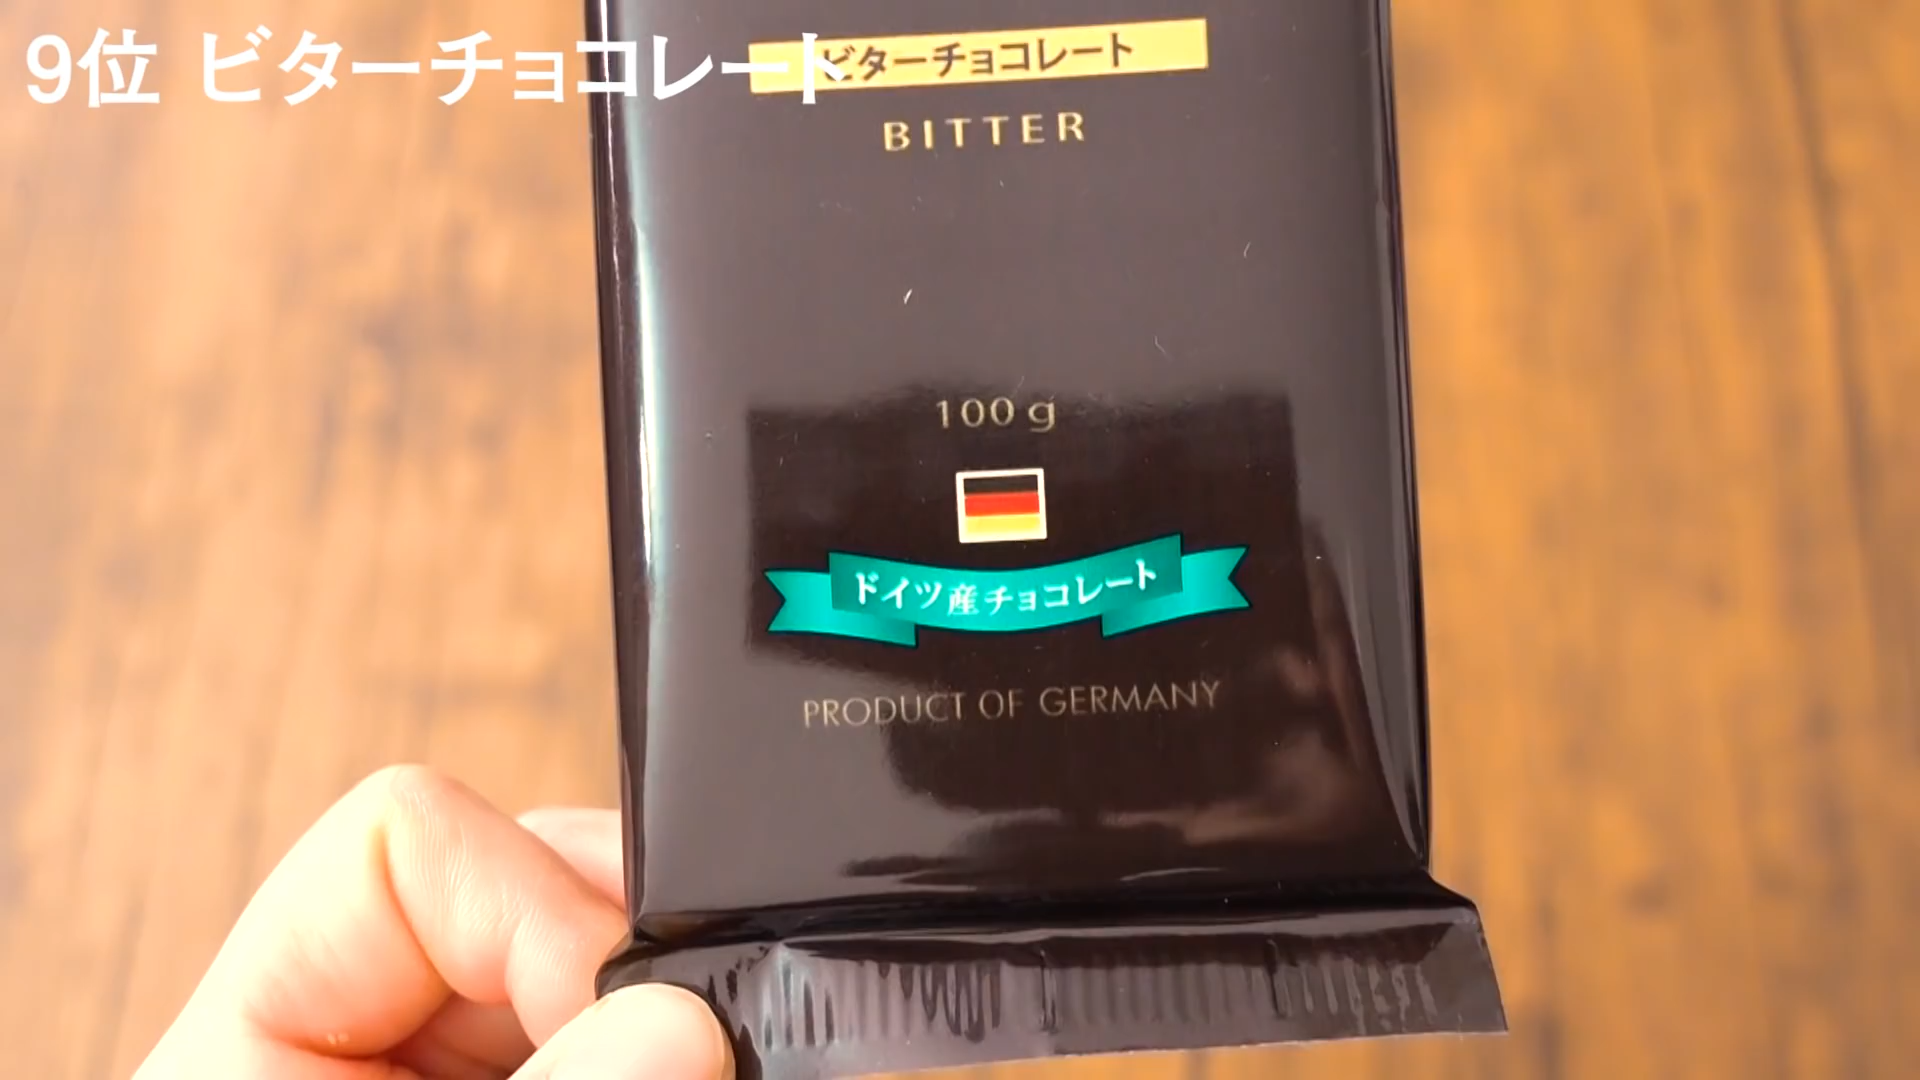 9位 ビターチョコレート
ビターチョコレート
BITTER
100g
ドイツ産チョコレート
PRODUCT OF GERMANY